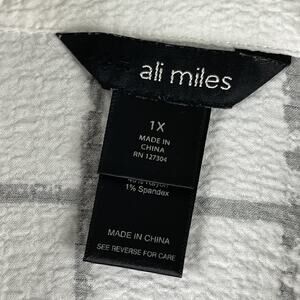 ali miles
1X
MADE IN
CHINA
RN 127304
1% Spandex
MADE IN CHINA
SEE REVERSE FOR CARE